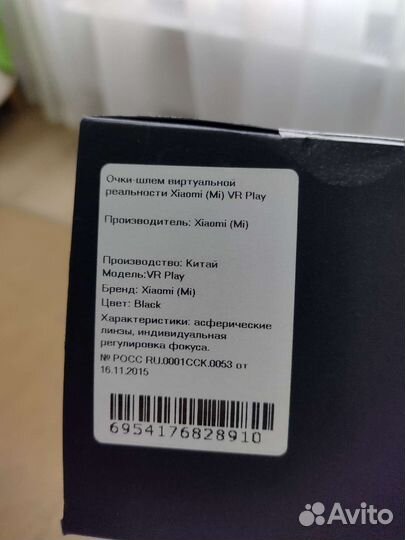 Очки-шлем виртуальной
реальности Xiaomi (Mi) VR Play
Производитель: Xiaomi (Mi)
Производство: Китай
Модель:VR Play
Бренд: Xiaomi (Mi)
Цвет: Black
Характеристики: асферические
линзы, индивидуальная
регулировка фокуса.
№ РОСС RU.0001ССК.0053 от
16.11.2015
6954176828910
Avito